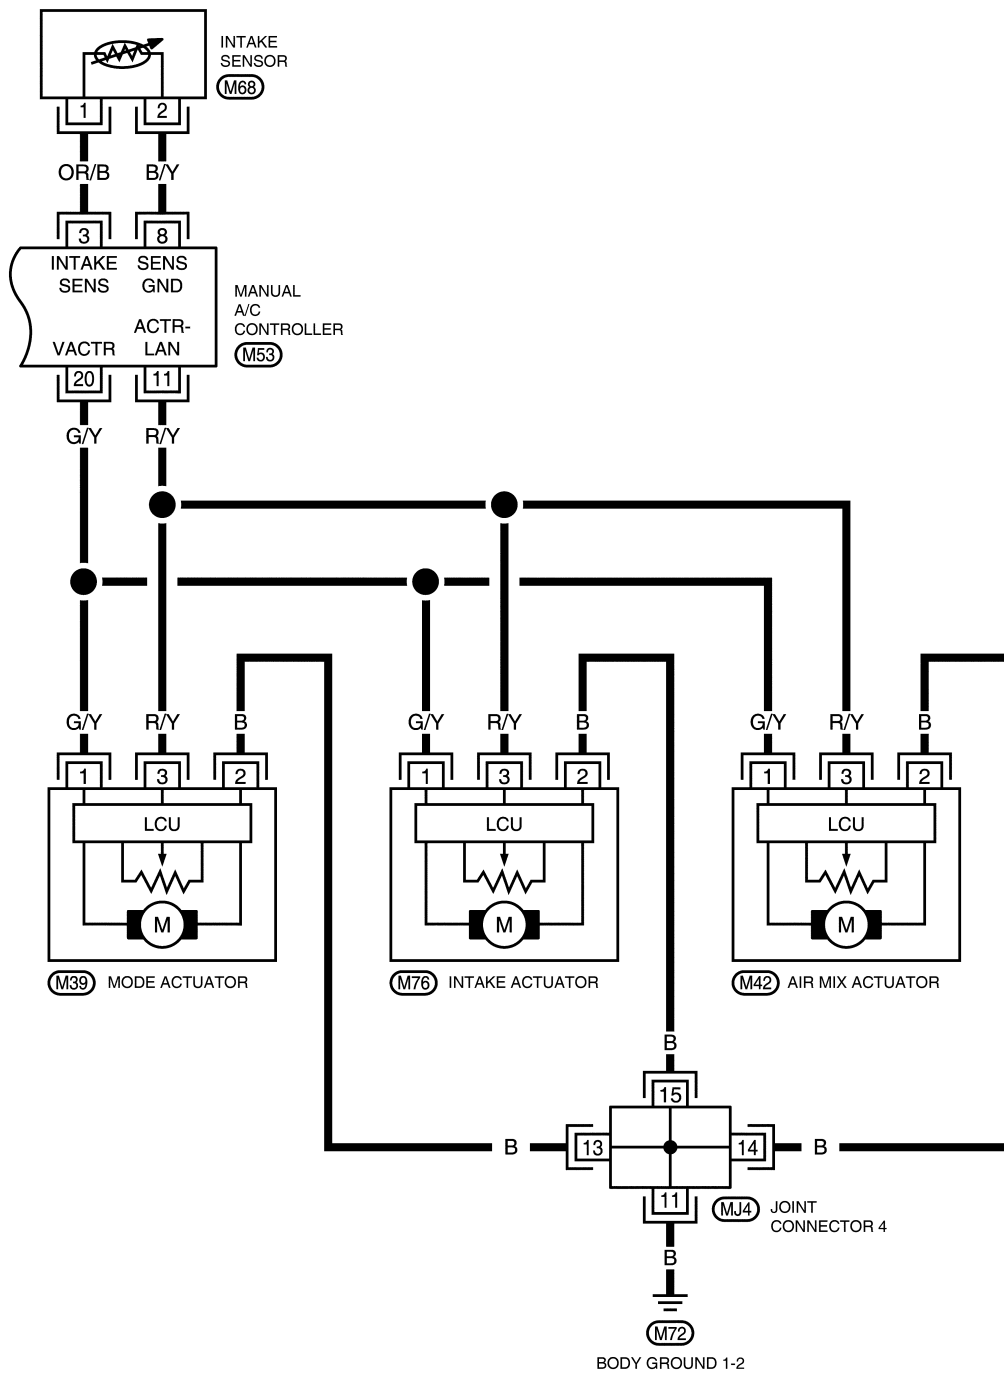 INTAKE
SENSOR
M68
1 2
OR/B B/Y
3 8
INTAKE SENS
SENS GND
MANUAL
A/C
CONTROLLER
M53
ACTR-
VACTR LAN
20 11
G/Y R/Y
G/Y R/Y B G/Y R/Y B G/Y R/Y B
1 3 2 1 3 2 1 3 2
LCU LCU LCU
M M M
M39 MODE ACTUATOR M76 INTAKE ACTUATOR M42 AIR MIX ACTUATOR
B
15
B 13 14 B
11
MJ4 JOINT
CONNECTOR 4
B
M72
BODY GROUND 1-2